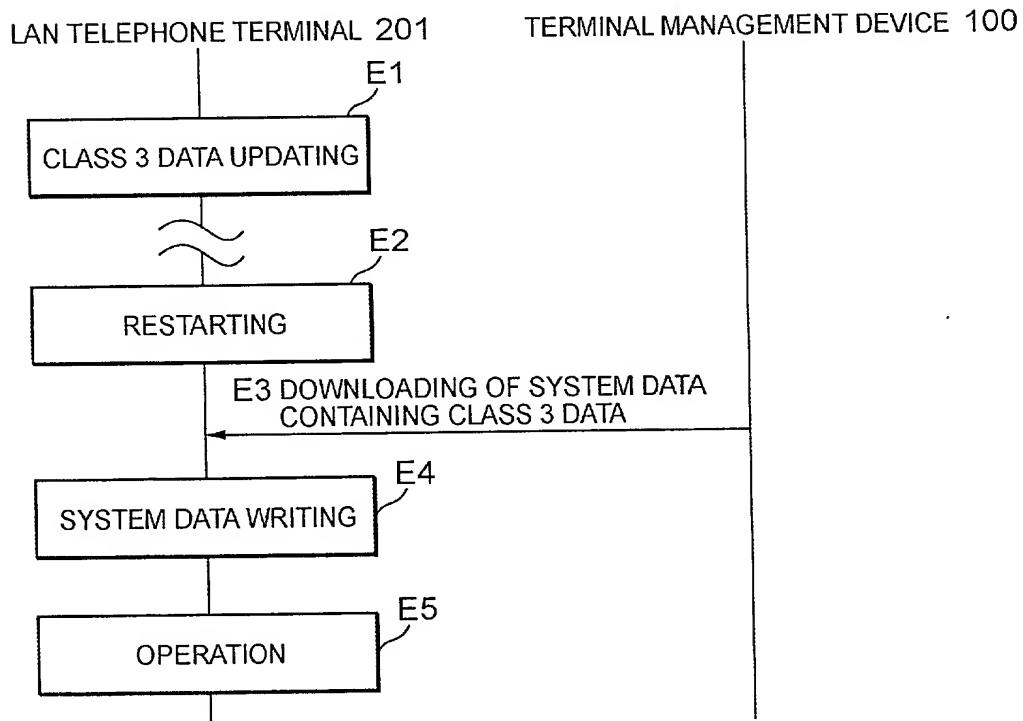 LAN TELEPHONE TERMINAL 201
TERMINAL MANAGEMENT DEVICE 100
E1
CLASS 3 DATA UPDATING
E2
RESTARTING
E3 DOWNLOADING OF SYSTEM DATA
CONTAINING CLASS 3 DATA
E4
SYSTEM DATA WRITING
E5
OPERATION